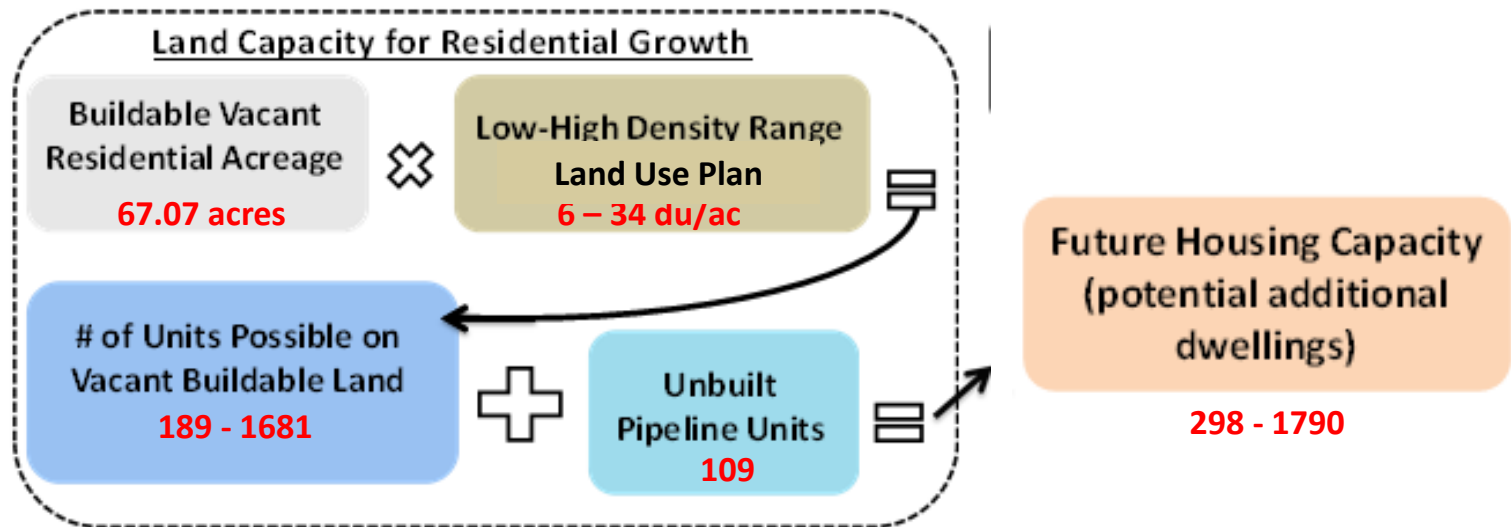 Land Capacity for Residential Growth
Buildable Vacant
Residential Acreage
67.07 acres
Low-High Density Range
Land Use Plan
6 – 34 du/ac
# of Units Possible on
Vacant Buildable Land
189 - 1681
Unbuilt
Pipeline Units
109
Future Housing Capacity
(potential additional
dwellings)
298 - 1790